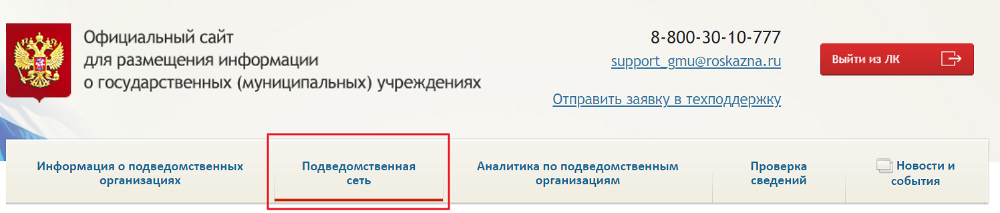 Официальный сайт
для размещения информации
о государственных (муниципальных) учреждениях
8-800-30-10-777
support_gmu@roskazna.ru
Отправить заявку в техподдержку
Выйти из ЛК
Информация о подведомственных
организациях
Подведомственная
сеть
Аналитика по подведомственным
организациям
Проверка
сведений
Новости и
события